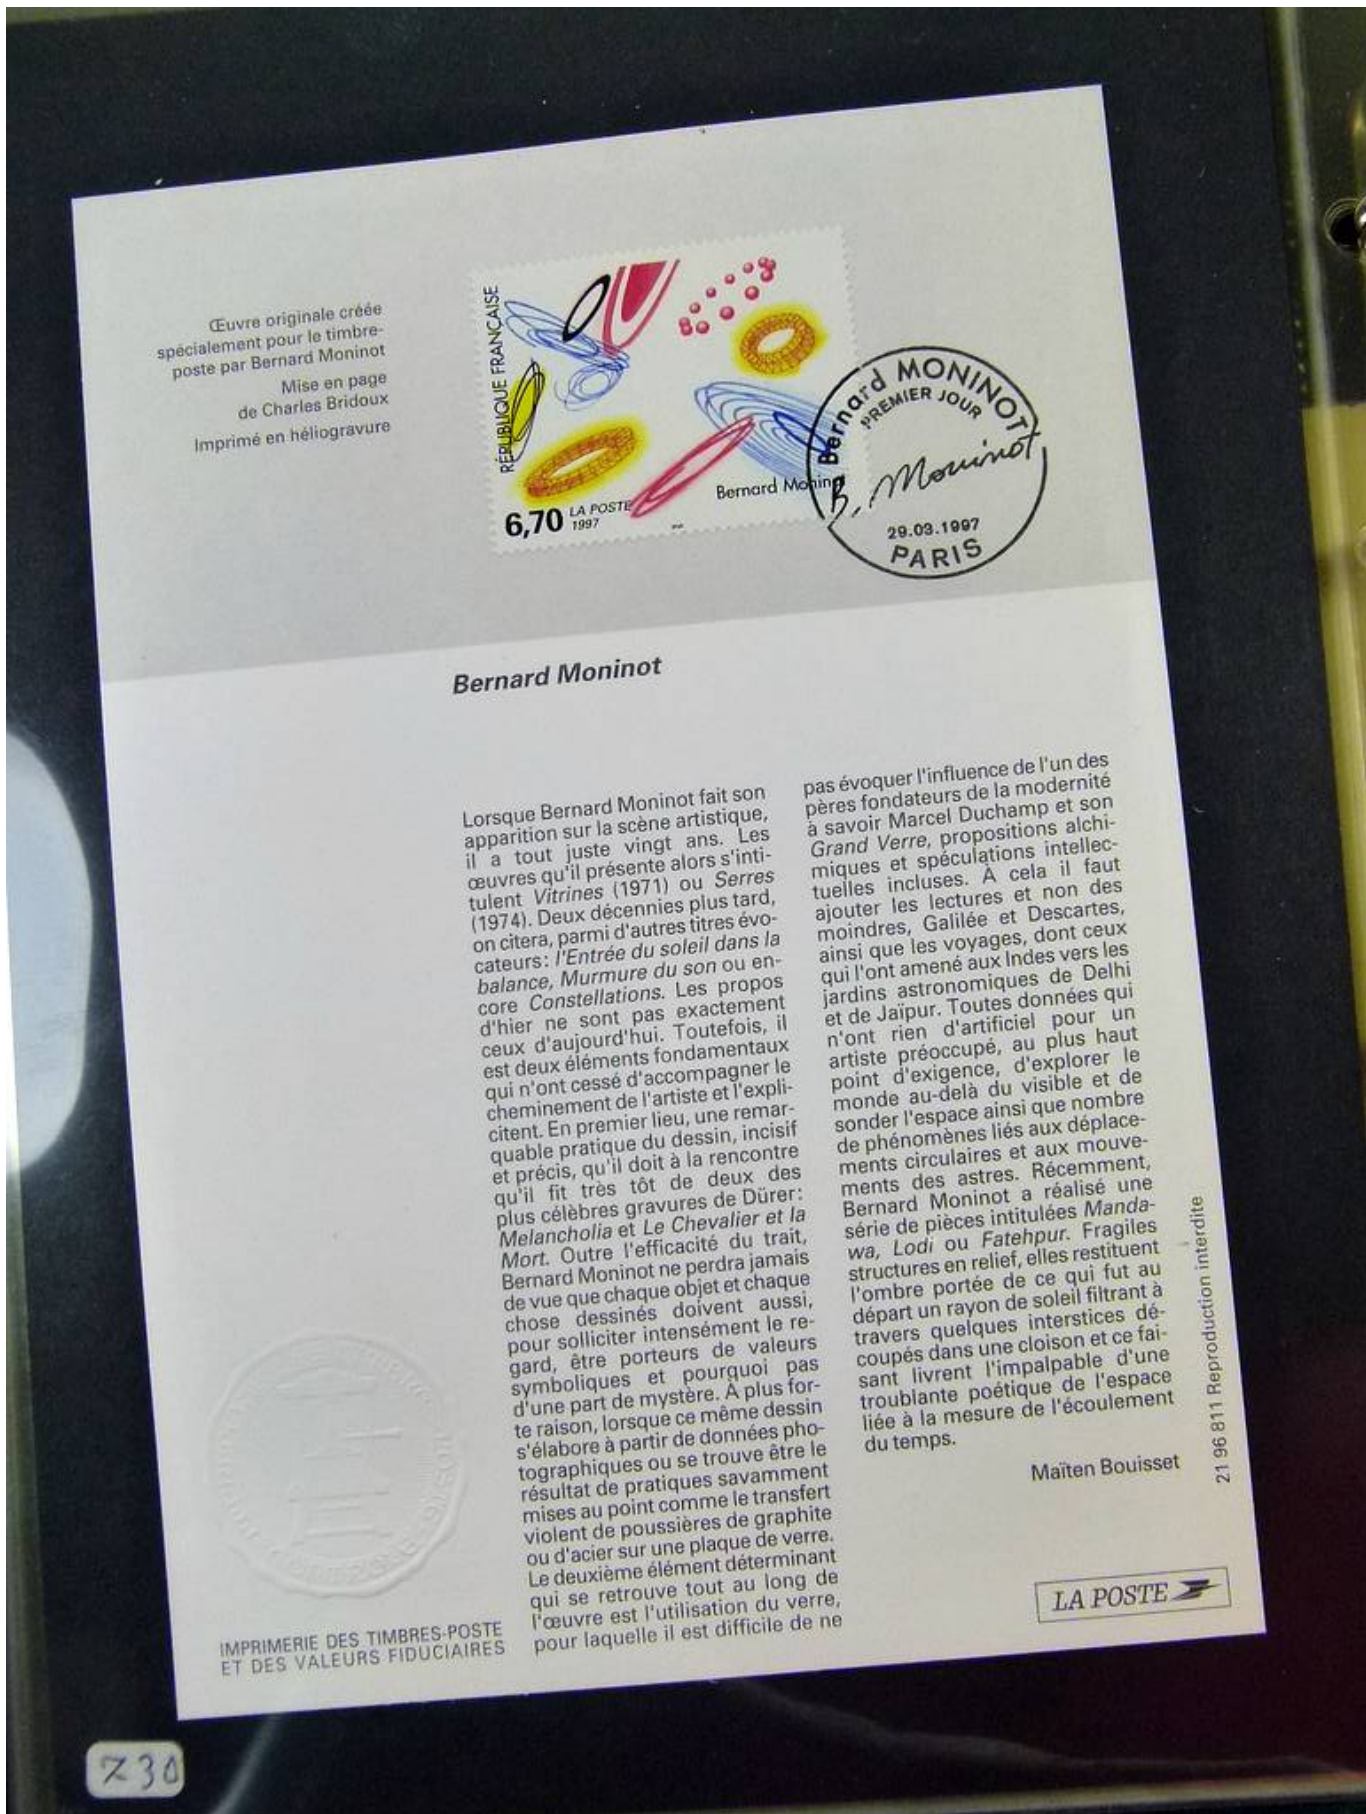 Œuvre originale créée
spécialement pour le timbre-
poste par Bernard Moninot
Mise en page
de Charles Bridoux
Imprimé en héliogravure
RÉPUBLIQUE FRANÇAISE
6,70 LA POSTE
1997
Bernard Monin
Bernard MONINOT
PREMIER JOUR
B. Moninot
29.03.1997
PARIS
Bernard Moninot
Lorsque Bernard Moninot fait son
apparition sur la scène artistique,
il a tout juste vingt ans. Les
œuvres qu'il présente alors s'inti-
tulent Vitrines (1971) ou Serres
(1974). Deux décennies plus tard,
on citera, parmi d'autres titres évo-
cateurs: l'Entrée du soleil dans la
balance, Murmure du son ou en-
core Constellations. Les propos
d'hier ne sont pas exactement
ceux d'aujourd'hui. Toutefois, il
est deux éléments fondamentaux
qui n'ont cessé d'accompagner le
cheminement de l'artiste et l'expli-
citent. En premier lieu, une remar-
quable pratique du dessin, incisif
et précis, qu'il doit à la rencontre
qu'il fit très tôt de deux des
plus célèbres gravures de Dürer:
Melancholia et Le Chevalier et la
Mort. Outre l'efficacité du trait,
Bernard Moninot ne perdra jamais
de vue que chaque objet et chaque
chose dessinés doivent aussi,
pour solliciter intensément le re-
gard, être porteurs de valeurs
symboliques et pourquoi pas
d'une part de mystère. À plus for-
te raison, lorsque ce même dessin
s'élabore à partir de données pho-
tographiques ou se trouve être le
résultat de pratiques savamment
mises au point comme le transfert
violent de poussières de graphite
ou d'acier sur une plaque de verre.
Le deuxième élément déterminant
qui se retrouve tout au long de
l'œuvre est l'utilisation du verre,
pour laquelle il est difficile de ne
pas évoquer l'influence de l'un des
pères fondateurs de la modernité
à savoir Marcel Duchamp et son
Grand Verre, propositions alchi-
miques et spéculations intellec-
tuelles incluses. À cela il faut
ajouter les lectures et non des
moindres, Galilée et Descartes,
ainsi que les voyages, dont ceux
qui l'ont amené aux Indes vers les
jardins astronomiques de Delhi
et de Jaïpur. Toutes données qui
n'ont rien d'artificiel pour un
artiste préoccupé, au plus haut
point d'exigence, d'explorer le
monde au-delà du visible et de
sonder l'espace ainsi que nombre
de phénomènes liés aux déplace-
ments circulaires et aux mouve-
ments des astres. Récemment,
Bernard Moninot a réalisé une
série de pièces intitulées Manda-
wa, Lodi ou Fatehpur. Fragiles
structures en relief, elles restituent
l'ombre portée de ce qui fut au
départ un rayon de soleil filtrant à
travers quelques interstices dé-
coupés dans une cloison et ce fai-
sant livrent l'impalpable d'une
troublante poétique de l'espace
liée à la mesure de l'écoulement
du temps.
Maïten Bouisset
21 96 811 Reproduction interdite
LA POSTE
IMPRIMERIE DES TIMBRES-POSTE
ET DES VALEURS FIDUCIAIRES
Z30